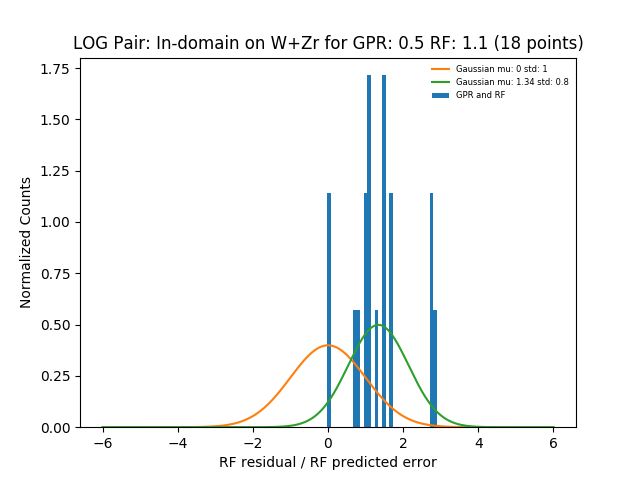 LOG Pair: In-domain on W+Zr for GPR: 0.5 RF: 1.1 (18 points)
Gaussian mu: 0 std: 1
Gaussian mu: 1.34 std: 0.8
GPR and RF
Normalized Counts
1.75
1.50
1.25
1.00
0.75
0.50
0.25
0.00
−6 −4 −2 0 2 4 6
RF residual / RF predicted error